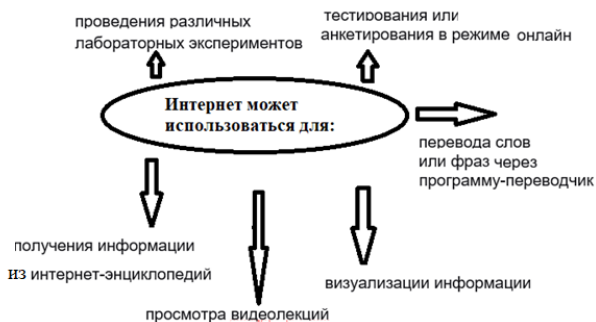 проведения различных
лабораторных экспериментов
тестирования или
анкетирования в режиме онлайн
Интернет может
использоваться для:
перевода слов
или фраз через
программу-переводчик
получения информации
из интернет-энциклопедий
визуализации информации
просмотра видеолекций